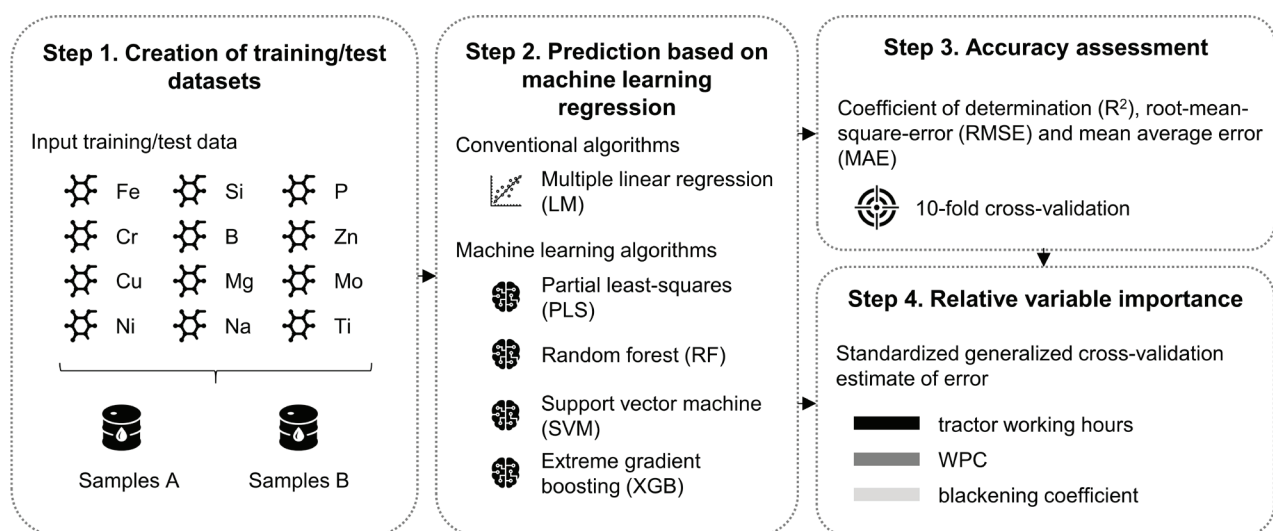 Step 1. Creation of training/test
datasets
Input training/test data
Fe Si P
Cr B Zn
Cu Mg Mo
Ni Na Ti
Samples A Samples B
Step 2. Prediction based on
machine learning
regression
Conventional algorithms
Multiple linear regression
(LM)
Machine learning algorithms
Partial least-squares
(PLS)
Random forest (RF)
Support vector machine
(SVM)
Extreme gradient
boosting (XGB)
Step 3. Accuracy assessment
Coefficient of determination (R²), root-mean-
square-error (RMSE) and mean average error
(MAE)
10-fold cross-validation
Step 4. Relative variable importance
Standardized generalized cross-validation
estimate of error
tractor working hours
WPC
blackening coefficient